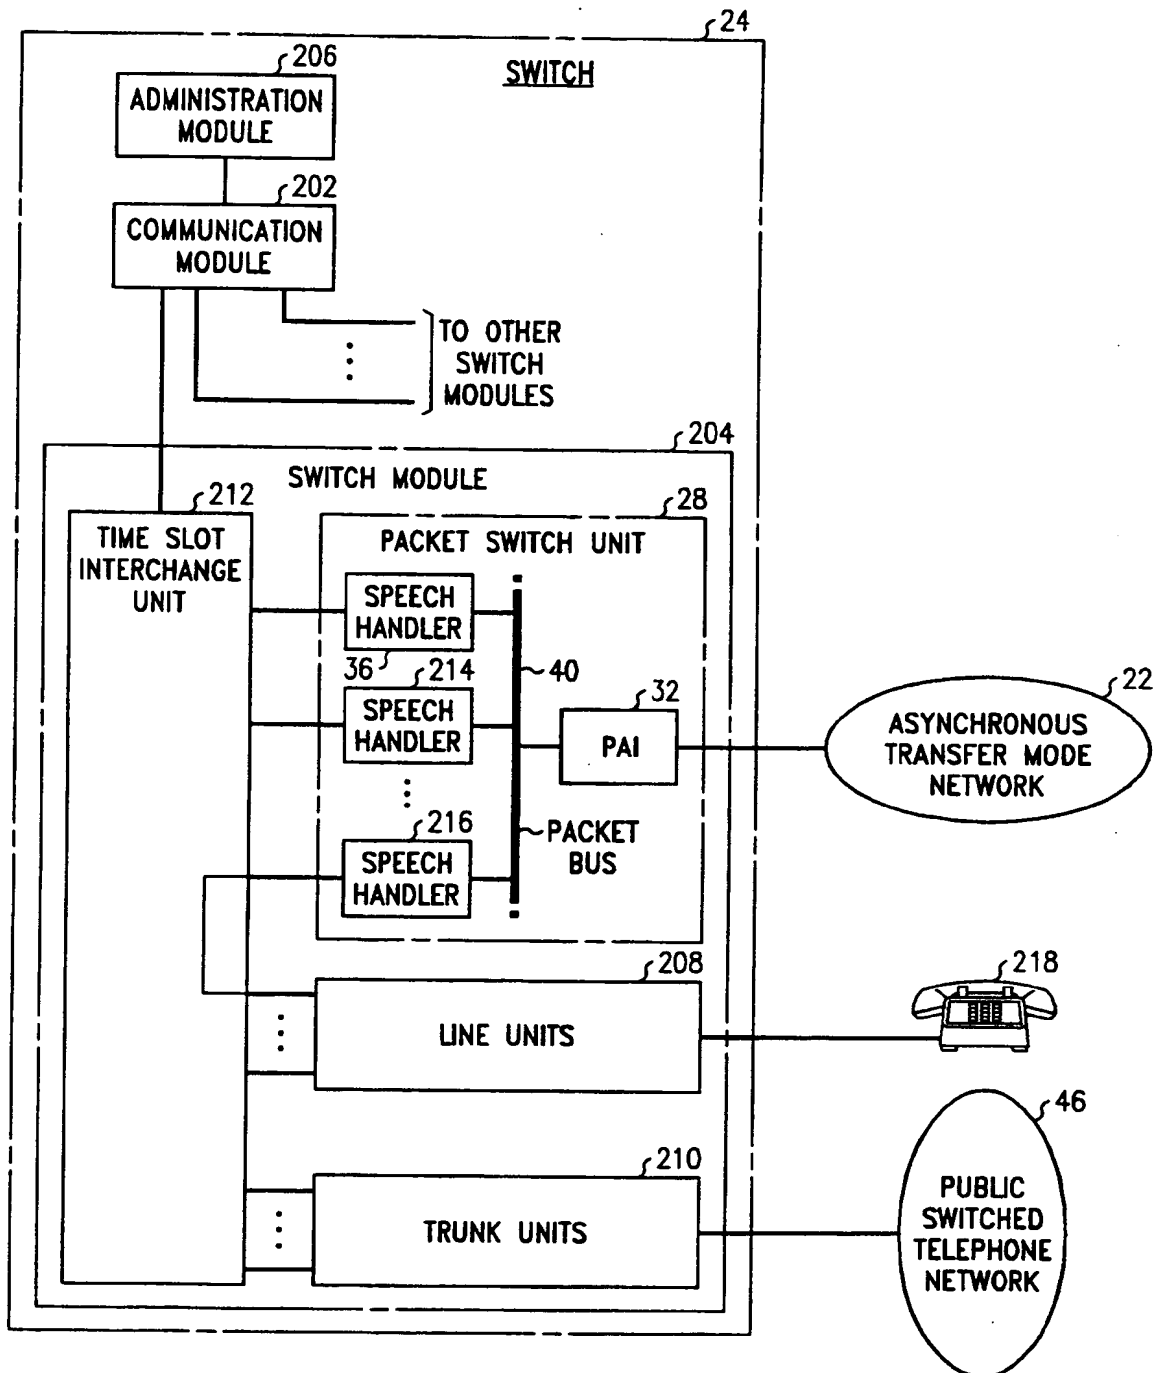 24
SWITCH
206
ADMINISTRATION
MODULE
202
COMMUNICATION
MODULE
TO OTHER
SWITCH
MODULES
204
SWITCH MODULE
212
TIME SLOT
INTERCHANGE
UNIT
28
PACKET SWITCH UNIT
SPEECH
HANDLER
36
214
SPEECH
HANDLER
216
SPEECH
HANDLER
40
32
PAI
PACKET
BUS
22
ASYNCHRONOUS
TRANSFER MODE
NETWORK
208
LINE UNITS
218
210
TRUNK UNITS
46
PUBLIC
SWITCHED
TELEPHONE
NETWORK